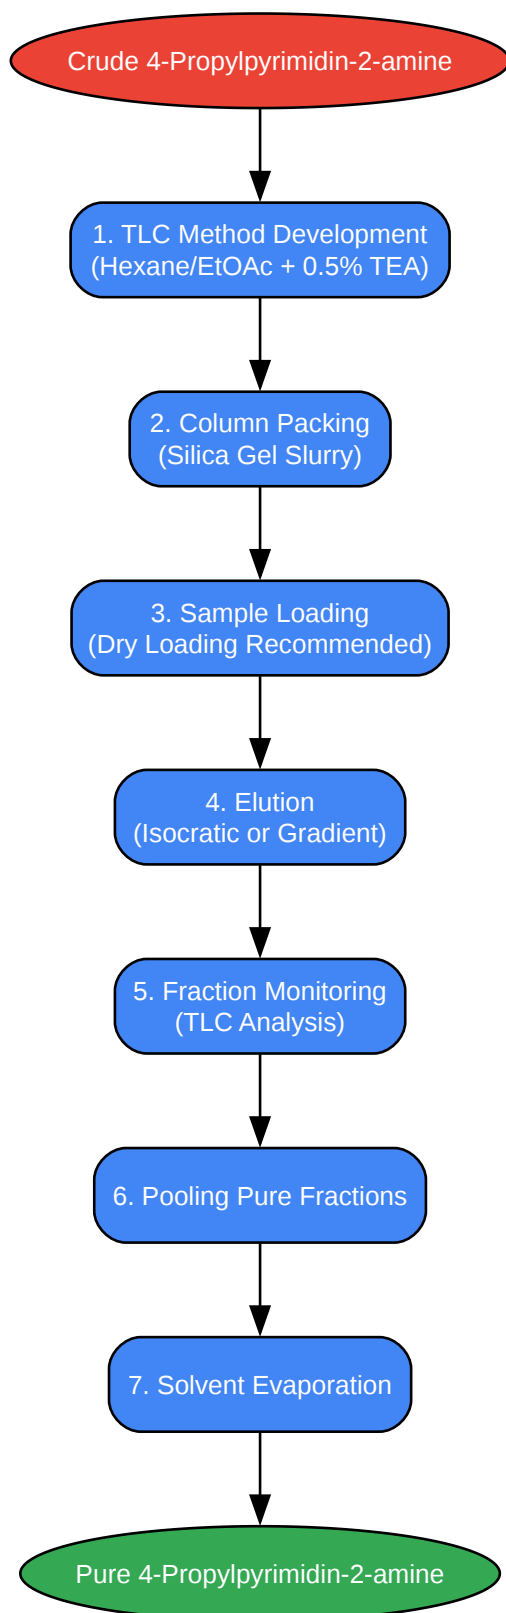 Crude 4-Propylpyrimidin-2-amine
1. TLC Method Development
(Hexane/EtOAc + 0.5% TEA)
2. Column Packing
(Silica Gel Slurry)
3. Sample Loading
(Dry Loading Recommended)
4. Elution
(Isocratic or Gradient)
5. Fraction Monitoring
(TLC Analysis)
6. Pooling Pure Fractions
7. Solvent Evaporation
Pure 4-Propylpyrimidin-2-amine